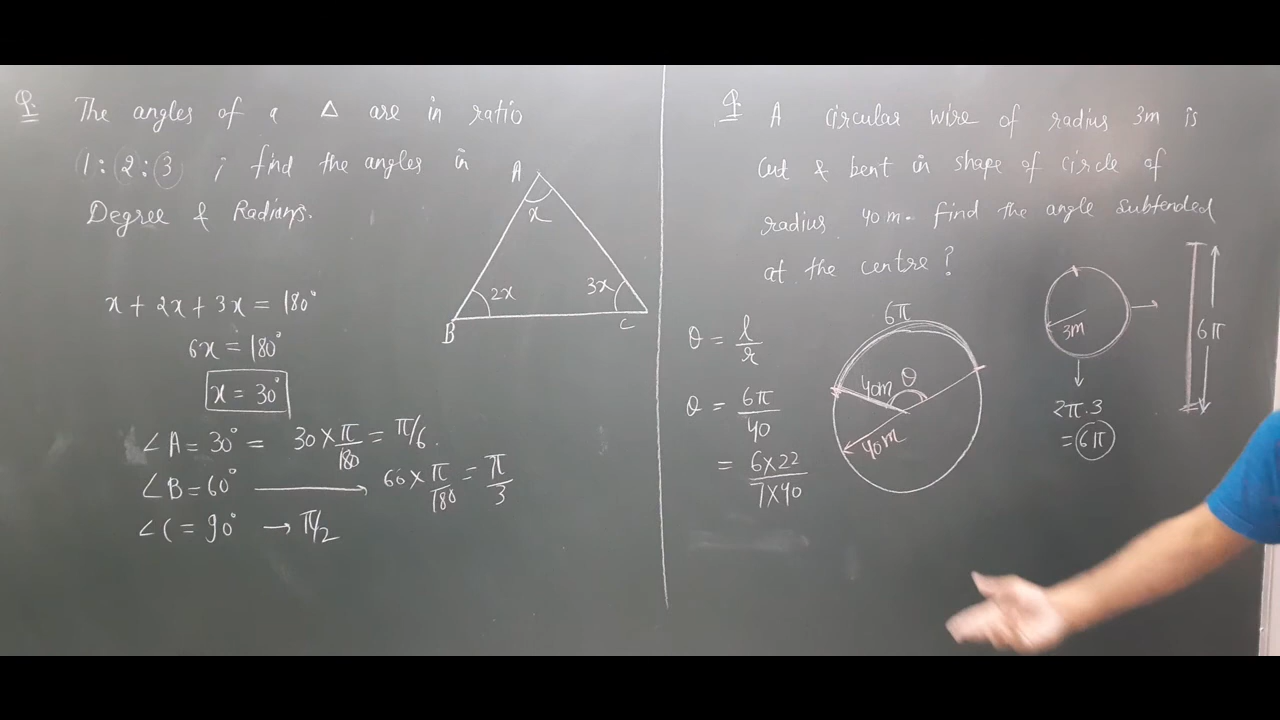 Q. The angles of a Δ are in ratio
1 : 2 : 3 ; find the angles in
Degree & Radians.
A
x
2x
3x
B
C
x + 2x + 3x = 180°
6x = 180°
x = 30°
∠A = 30° = 30 × π/180 = π/6.
∠B = 60° → 60 × π/180 = π/3
∠C = 90° → π/2
Q. A circular wire of radius 3m is
cut & bent in shape of circle of
radius 40 m. find the angle subtended
at the centre?
θ = l/r
θ = 6π/40
= 6×22/7×40
6π
40m θ
40m
3m
2π.3
= 6π
6π